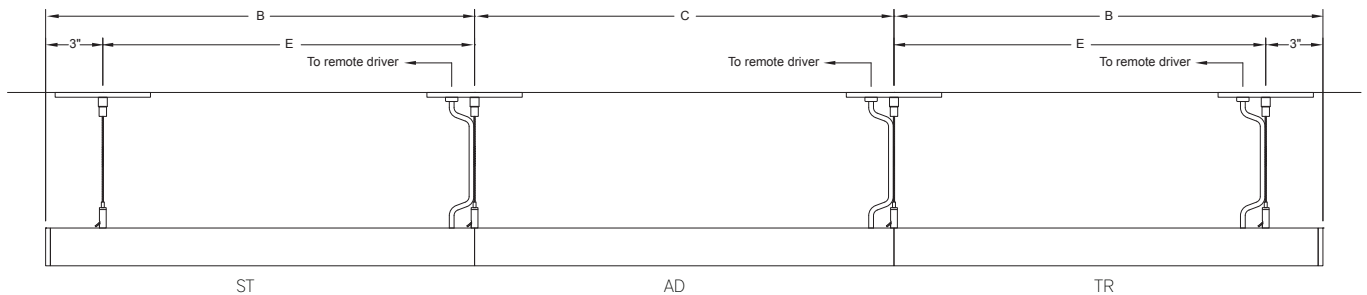 B C B
3" E E 3"
To remote driver To remote driver To remote driver
ST AD TR